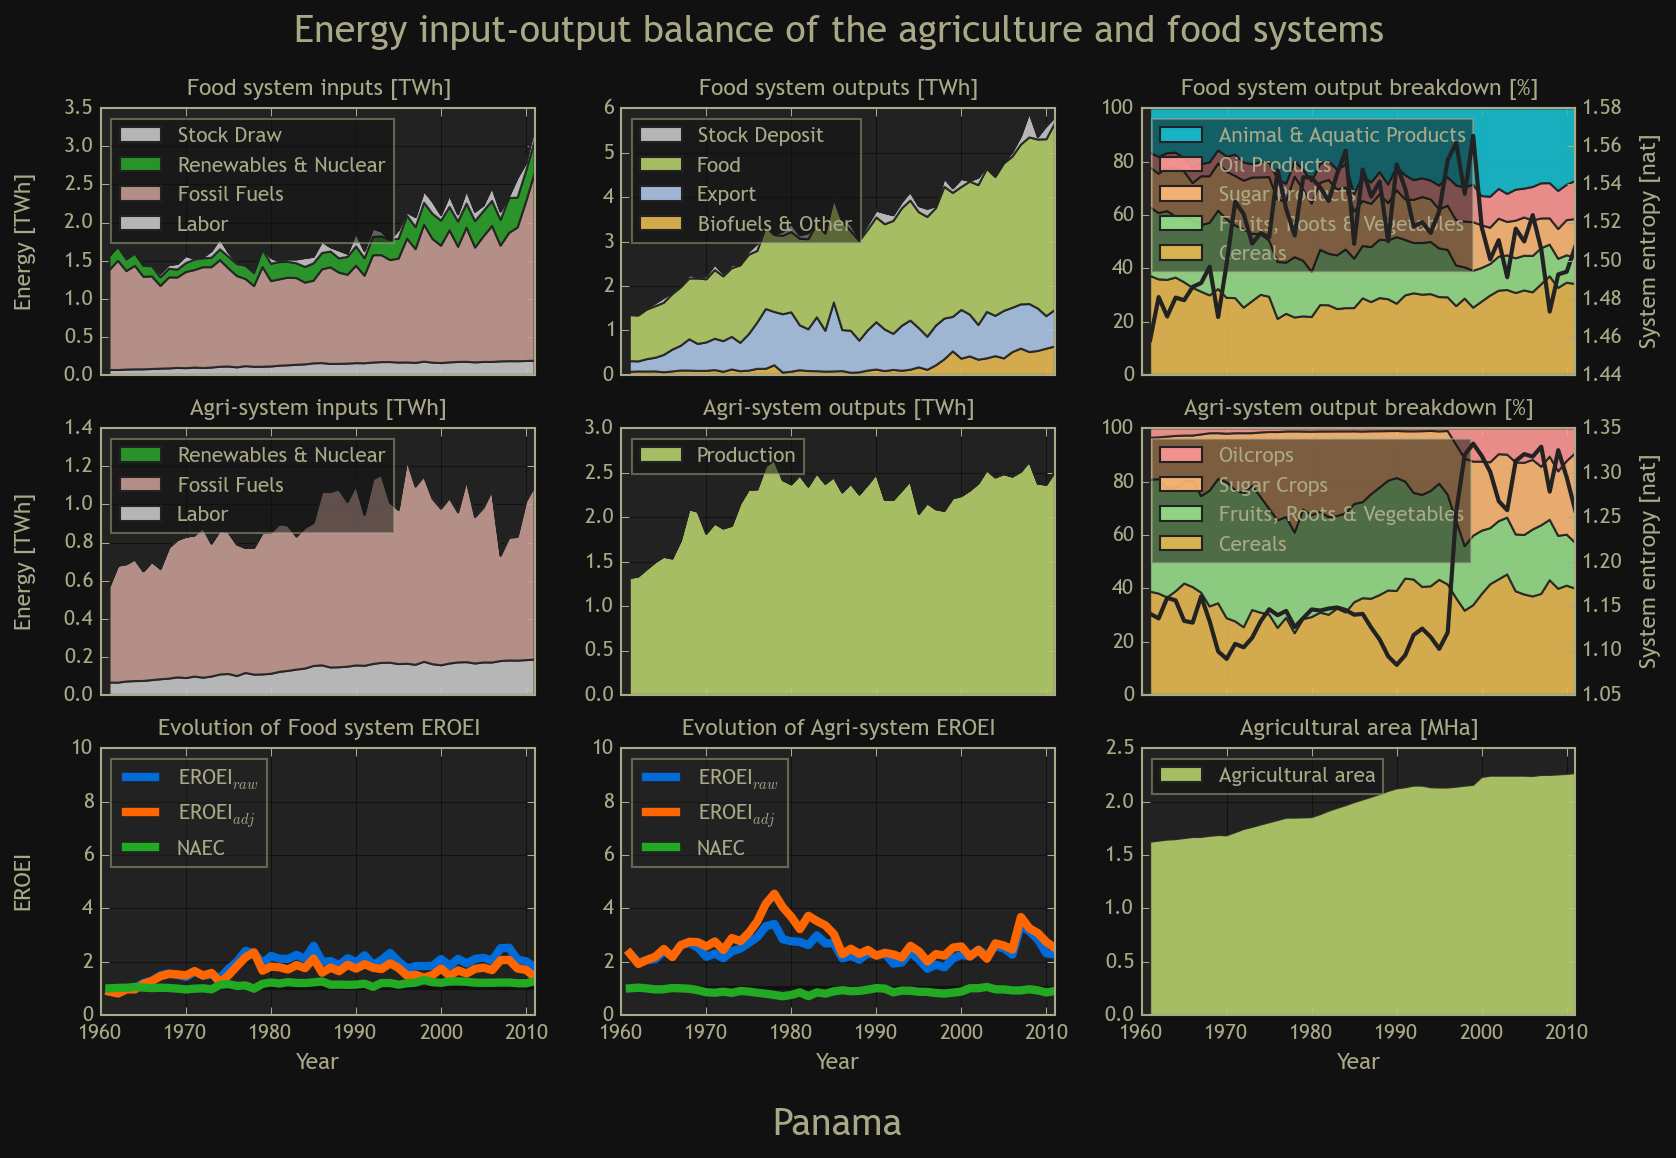 Energy input-output balance of the agriculture and food systems
Food system inputs [TWh]
Energy [TWh]
3.5
3.0
2.5
2.0
1.5
1.0
0.5
0.0
Stock Draw
Renewables & Nuclear
Fossil Fuels
Labor
Food system outputs [TWh]
6
5
4
3
2
1
0
Stock Deposit
Food
Export
Biofuels & Other
Food system output breakdown [%]
100
80
60
40
20
0
Animal & Aquatic Products
Oil Products
Sugar Products
Fruits, Roots & Vegetables
Cereals
1.58
1.56
1.54
1.52
1.50
1.48
1.46
1.44
System entropy [nat]
Agri-system inputs [TWh]
Energy [TWh]
1.4
1.2
1.0
0.8
0.6
0.4
0.2
0.0
Renewables & Nuclear
Fossil Fuels
Labor
Agri-system outputs [TWh]
3.0
2.5
2.0
1.5
1.0
0.5
0.0
Production
Agri-system output breakdown [%]
100
80
60
40
20
0
Oilcrops
Sugar Crops
Fruits, Roots & Vegetables
Cereals
1.35
1.30
1.25
1.20
1.15
1.10
1.05
System entropy [nat]
Evolution of Food system EROEI
EROEI
10
8
6
4
2
0
EROEI_raw
EROEI_adj
NAEC
1960 1970 1980 1990 2000 2010
Year
Evolution of Agri-system EROEI
10
8
6
4
2
0
EROEI_raw
EROEI_adj
NAEC
1960 1970 1980 1990 2000 2010
Year
Agricultural area [MHa]
2.5
2.0
1.5
1.0
0.5
0.0
Agricultural area
1960 1970 1980 1990 2000 2010
Year
Panama